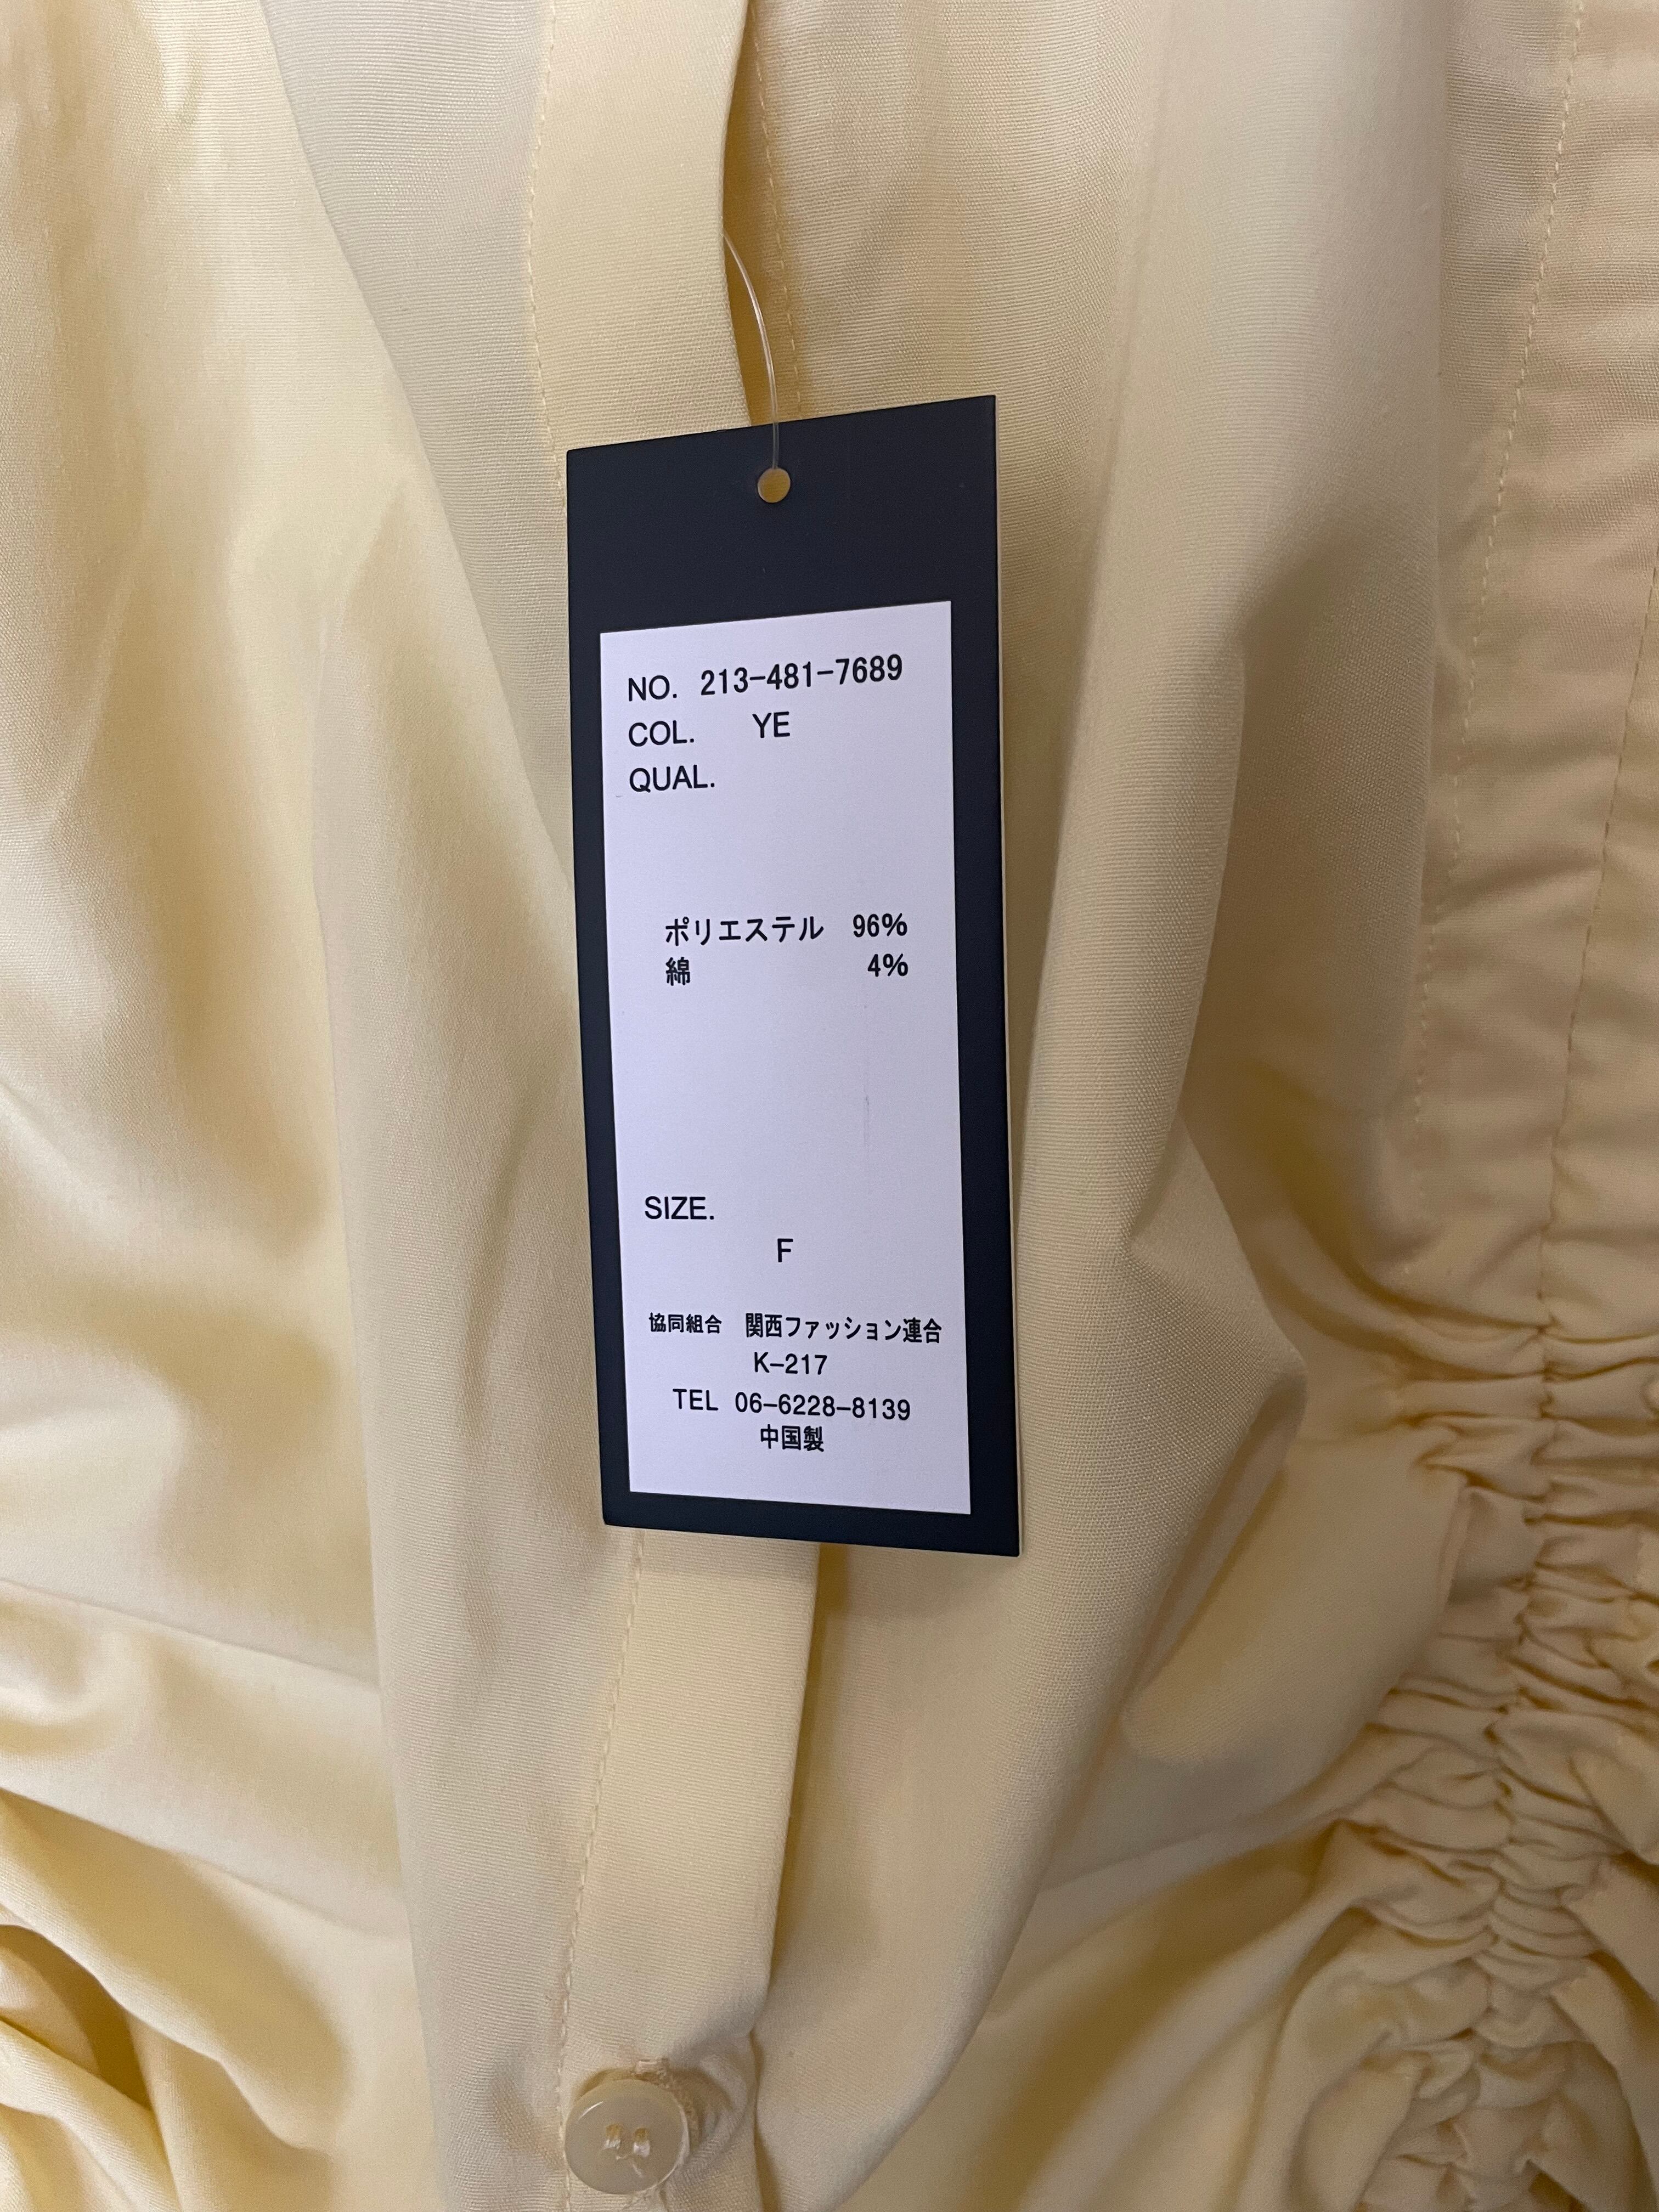 NO. 213-481-7689
COL. YE
QUAL.
ポリエステル 96%
綿 4%
SIZE.
F
協同組合 関西ファッション連合
K-217
TEL 06-6228-8139
中国製